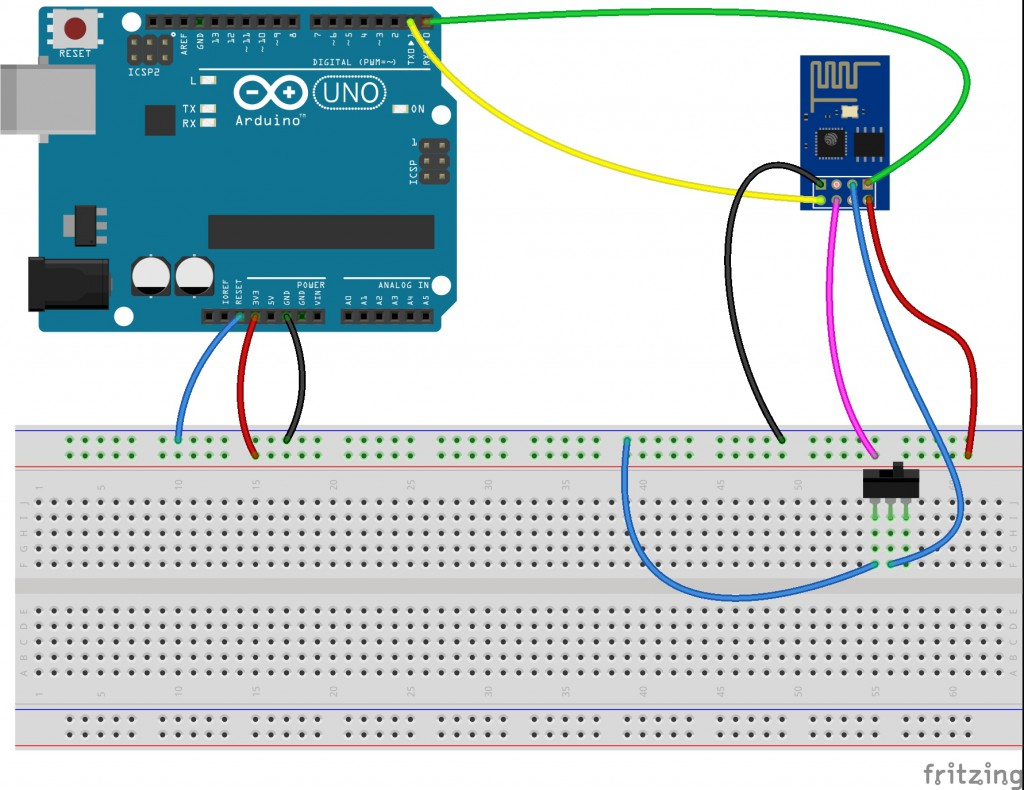 RESET
ICSP2
AREF
GND
13
12
~11
~10
~9
8
7
~6
~5
4
~3
2
TX0▶1
RX0◀0
DIGITAL (PWM=~)
L
TX
RX
UNO
Arduino™
ON
1
ICSP
IOREF
RESET
3V3
5V
GND
GND
VIN
POWER
ANALOG IN
A0
A1
A2
A3
A4
A5
1 5 10 15 20 25 30 35 40 45 50 60
J J
I I
H H
G G
F F
E E
D D
C C
B B
A A
1 5 10 15 20 25 30 35 40 45 50 55 60
fritzing